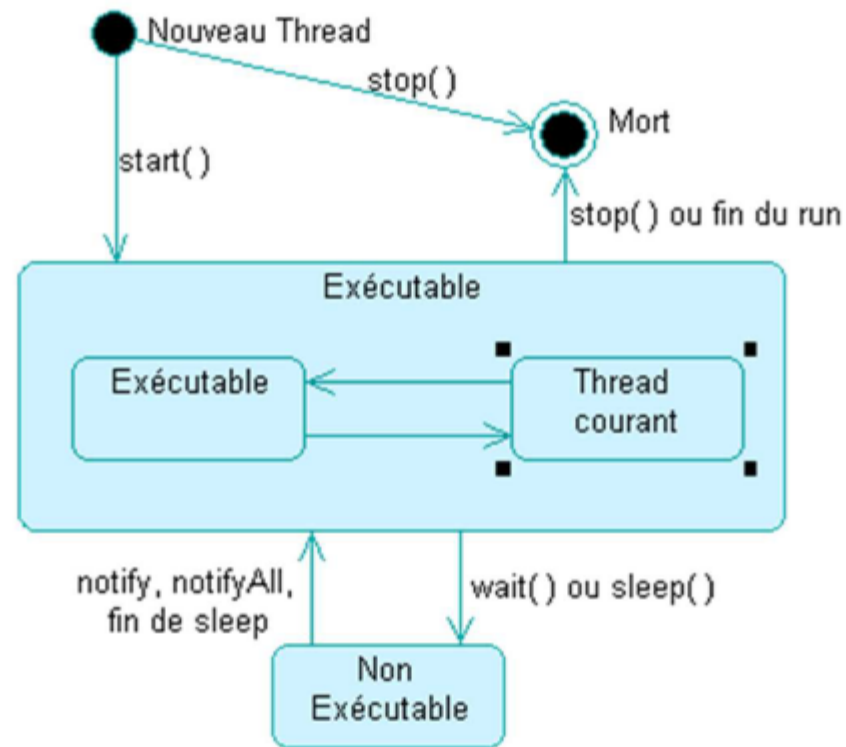 Nouveau Thread
stop()
Mort
start()
stop() ou fin du run
Exécutable
Exécutable
Thread
courant
notify, notifyAll,
fin de sleep
wait() ou sleep()
Non
Exécutable